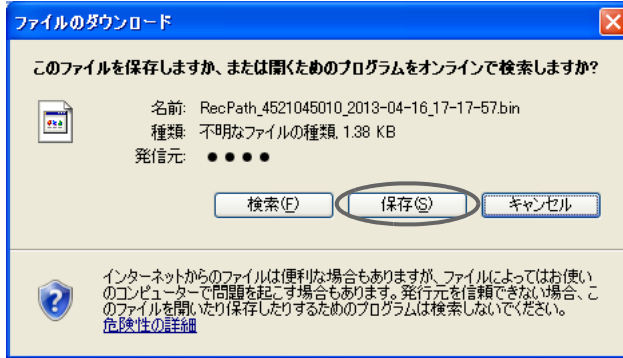 ファイルのダウンロード
このファイルを保存しますか、または開くためのプログラムをオンラインで検索しますか?
名前: RecPath_4521045010_2013-04-16_17-17-57.bin
種類: 不明なファイルの種類, 1.38 KB
発信元: ●●●●
検索(F) 保存(S) キャンセル
インターネットからのファイルは便利な場合もありますが、ファイルによってはお使い
のコンピューターで問題を起こす場合もあります。発行元を信頼できない場合、こ
のファイルを開いたり保存したりするためのプログラムは検索しないでください。
危険性の詳細